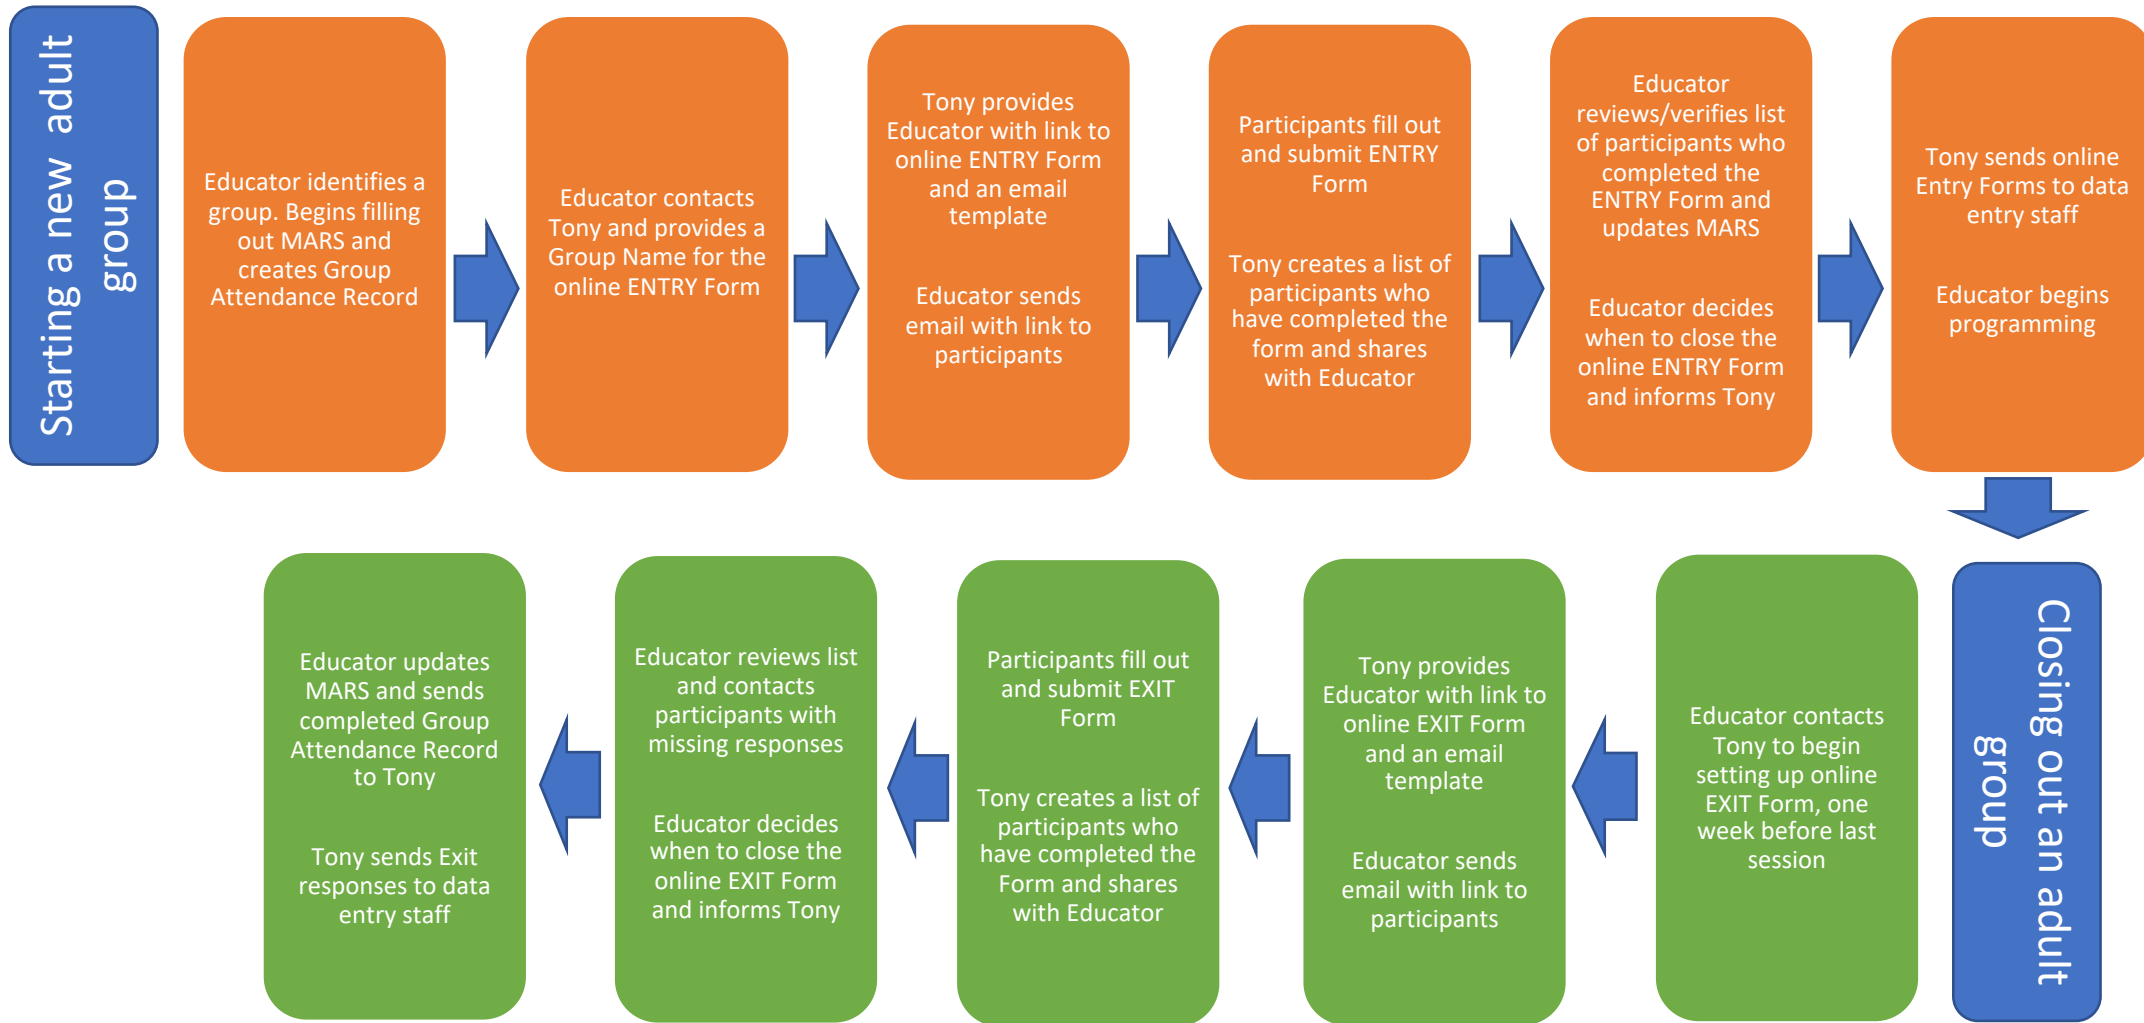 Starting a new  adult
group
Educator identifies a
group. Begins filling
out MARS and
creates Group
Attendance Record
Educator contacts
Tony and provides a
Group Name for the
online ENTRY Form
Tony provides
Educator with link to
online ENTRY Form
and an email
template
Educator sends
email with link to
participants
Participants fill out
and submit ENTRY
Form
Tony creates a list of
participants who
have completed the
form and shares
with Educator
Educator
reviews/verifies list
of participants who
completed the
ENTRY Form and
updates MARS
Educator decides
when to close the
online ENTRY Form
and informs Tony
Tony sends online
Entry Forms to data
entry staff
Educator begins
programming
Closing out an adult
group
Educator contacts
Tony to begin
setting up online
EXIT Form, one
week before last
session
Tony provides
Educator with link to
online EXIT Form
and an email
template
Educator sends
email with link to
participants
Participants fill out
and submit EXIT
Form
Tony creates a list of
participants who
have completed the
Form and shares
with Educator
Educator reviews list
and contacts
participants with
missing responses
Educator decides
when to close the
online EXIT Form
and informs Tony
Educator updates
MARS and sends
completed Group
Attendance Record
to Tony
Tony sends Exit
responses to data
entry staff